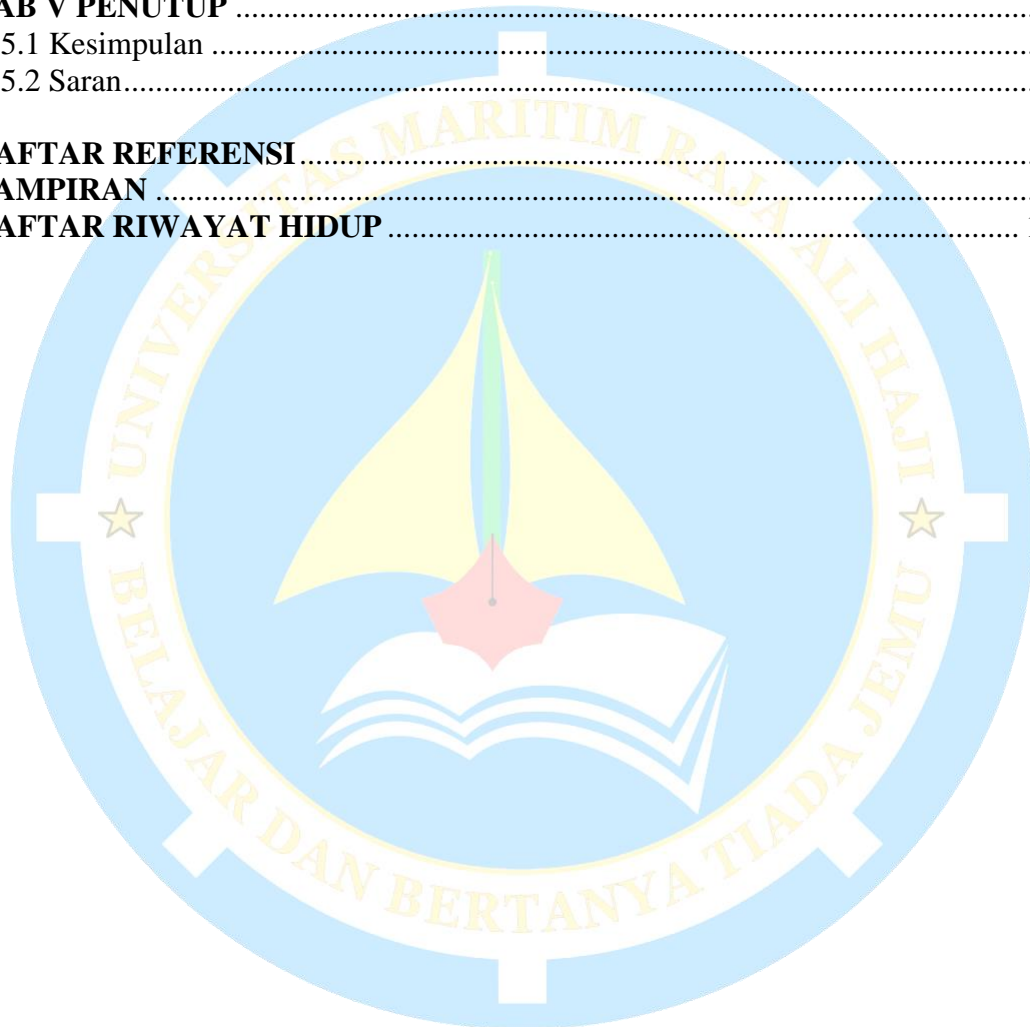 AB V PENUTUP ........................................................................................................
5.1 Kesimpulan ........................................................................................................
5.2 Saran........................................................................................................
AFTAR REFERENSI ........................................................................................................
AMPIRAN ........................................................................................................
AFTAR RIWAYAT HIDUP ........................................................................................................
UNIVERSITAS MARITIM RAJA ALI HAJI
BELAJAR DAN BERTANYA TIADA JEMU